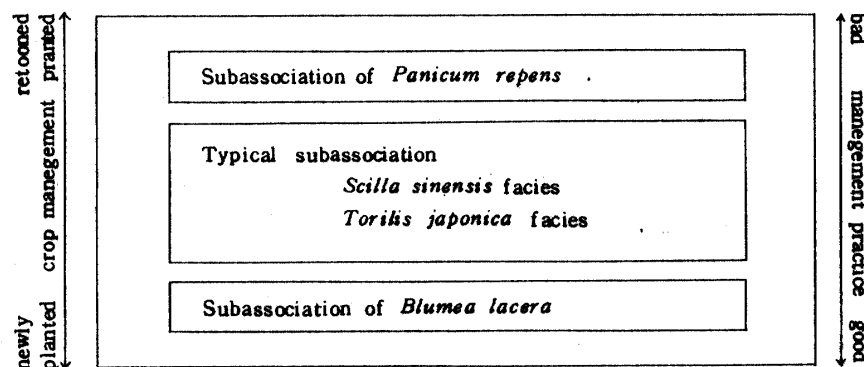 retooned
pranted
crop manegement
newly
planted
Subassociation of Panicum repens .
Typical subassociation
Scilla sinensis facies
Torilis japonica facies
Subassociation of Blumea lacera
bad
manegement practice
good